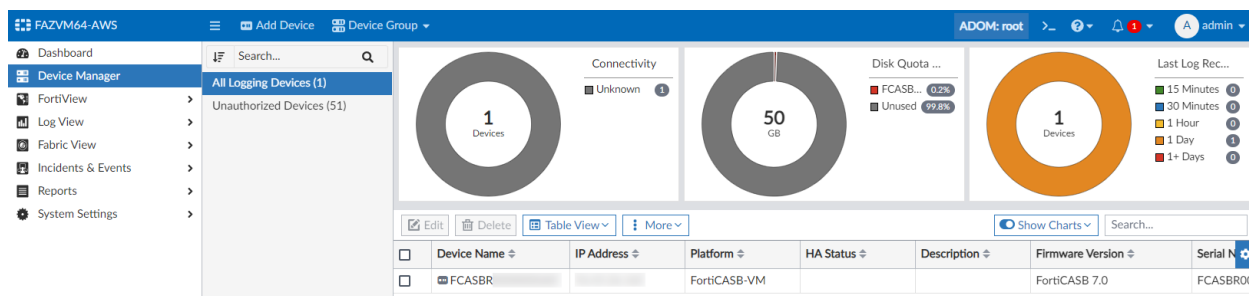 FAZVM64-AWS
Add Device
Device Group
ADOM: root
>_
?
1
A
admin
Dashboard
Device Manager
FortiView
Log View
Fabric View
Incidents & Events
Reports
System Settings
Search...
All Logging Devices (1)
Unauthorized Devices (51)
1
Devices
Connectivity
Unknown 1
50
GB
Disk Quota ...
FCASB... 0.2%
Unused 99.8%
1
Devices
Last Log Rec...
15 Minutes 0
30 Minutes 0
1 Hour 0
1 Day 1
1+ Days 0
Edit Delete Table View More Show Charts Search...
Device Name IP Address Platform HA Status Description Firmware Version Serial N
FCASBR FortiCASB-VM FortiCASB 7.0 FCASBR00